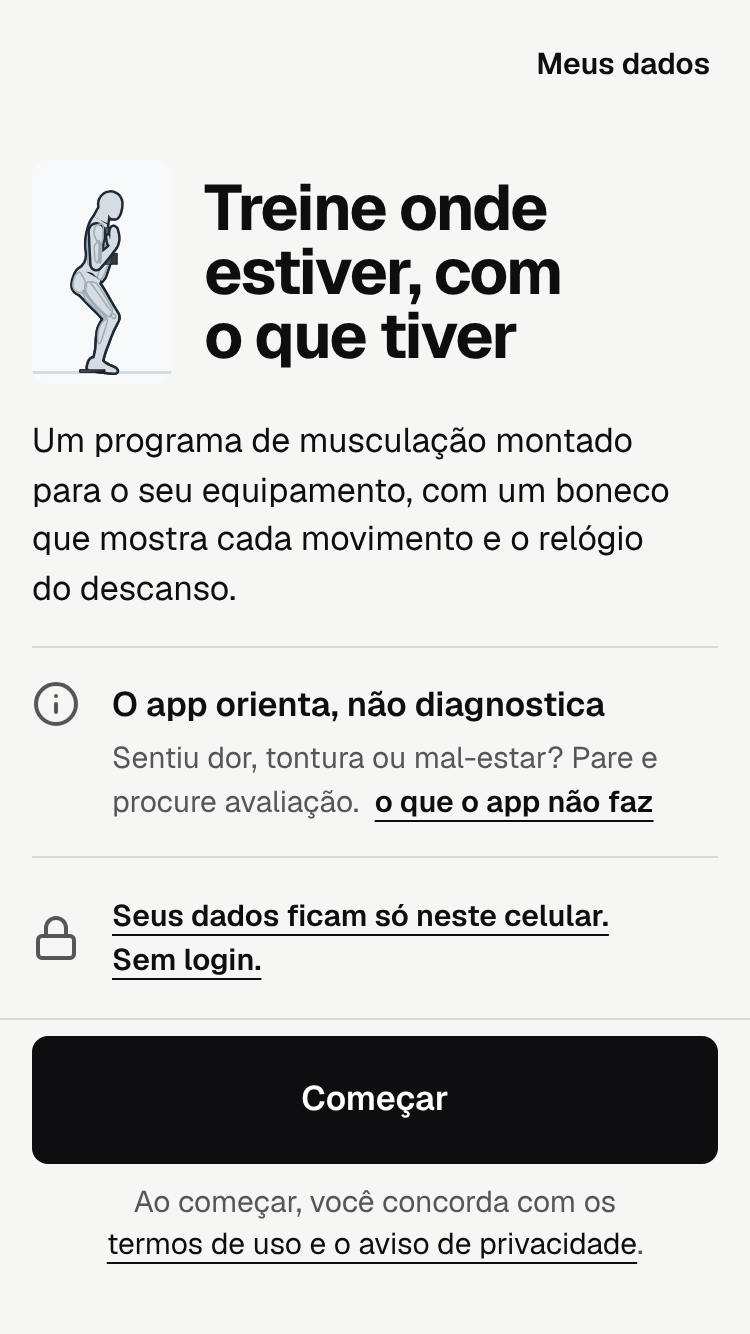 Meus dados
Treine onde
estiver, com
o que tiver
Um programa de musculação montado
para o seu equipamento, com um boneco
que mostra cada movimento e o relógio
do descanso.
O app orienta, não diagnostica
Sentiu dor, tontura ou mal-estar? Pare e
procure avaliação. o que o app não faz
Seus dados ficam só neste celular.
Sem login.
Começar
Ao começar, você concorda com os
termos de uso e o aviso de privacidade.